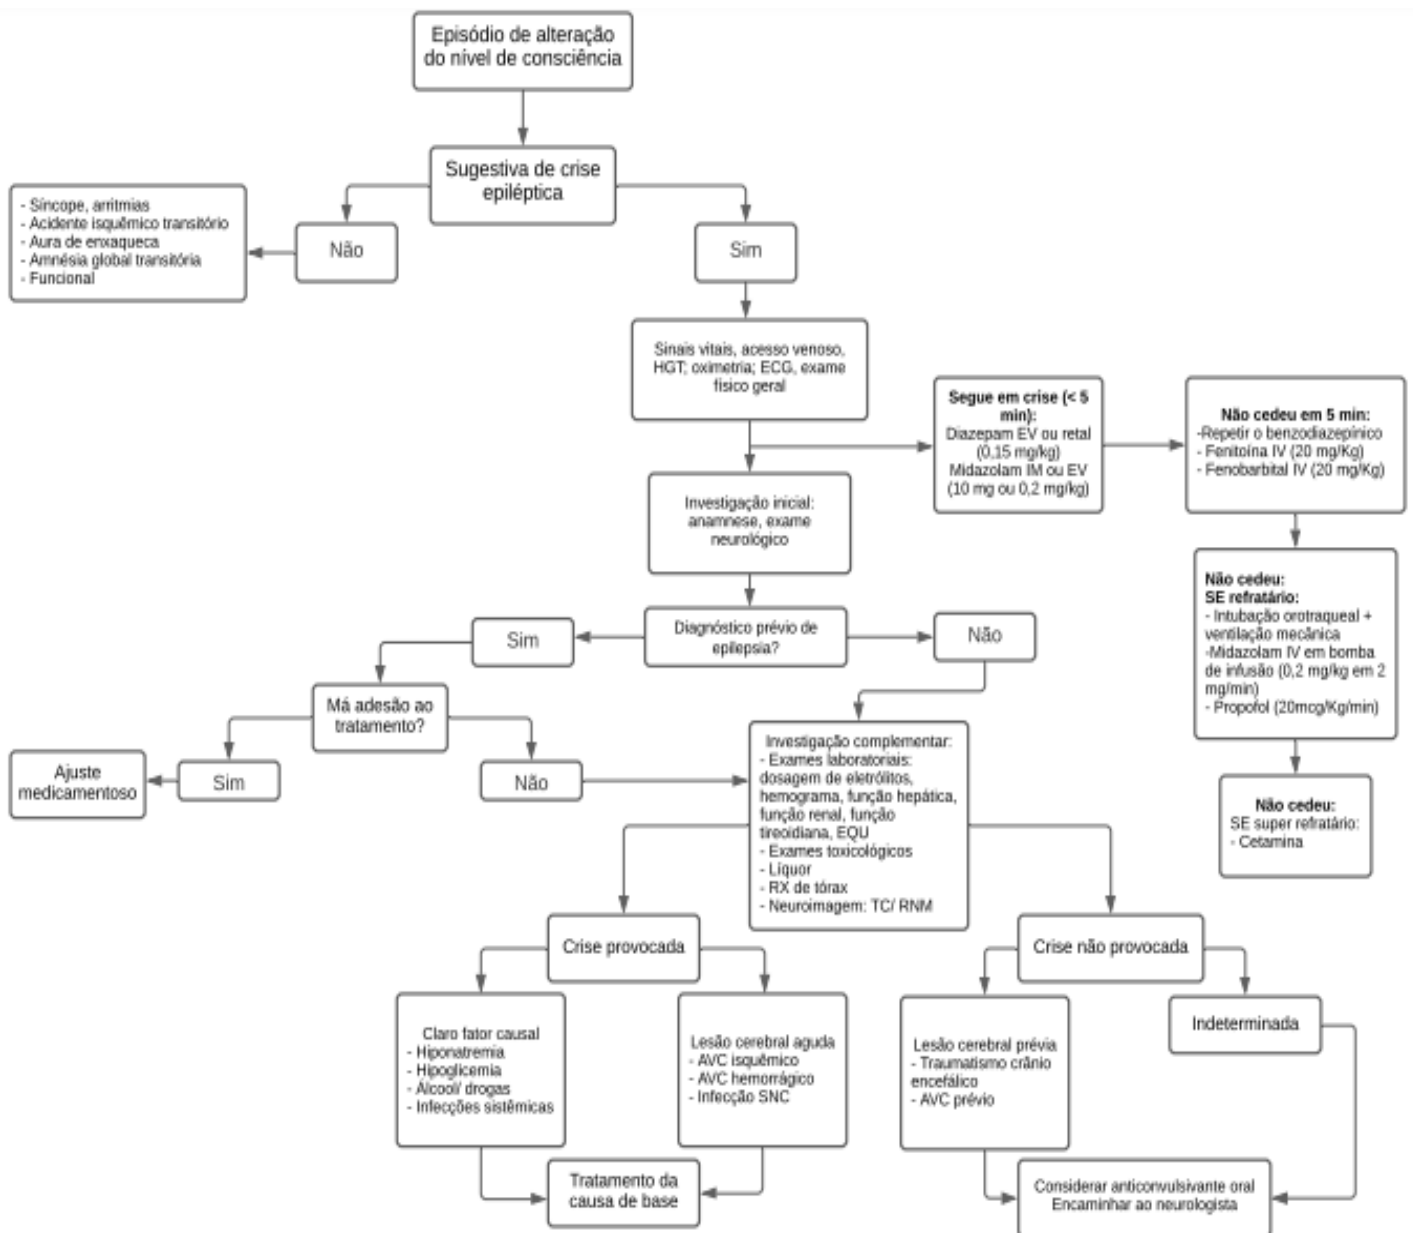 Episódio de alteração
do nível de consciência
Sugestiva de crise
epiléptica
- Síncope, arritmias
- Acidente isquêmico transitório
- Aura de enxaqueca
- Amnésia global transitória
- Funcional
Não
Sim
Sinais vitais, acesso venoso,
HGT; oximetria; ECG, exame
físico geral
Segue em crise (< 5
min):
Diazepam EV ou retal
(0,15 mg/kg)
Midazolam IM ou EV
(10 mg ou 0,2 mg/kg)
Não cedeu em 5 min:
-Repetir o benzodiazepínico
- Fenitoína IV (20 mg/Kg)
- Fenobarbital IV (20 mg/Kg)
Investigação inicial:
anamnese, exame
neurológico
Não cedeu:
SE refratário:
- Intubação orotraqueal +
ventilação mecânica
-Midazolam IV em bomba
de infusão (0,2 mg/kg em 2
mg/min)
- Propofol (20mcg/Kg/min)
Diagnóstico prévio de
epilepsia?
Sim
Não
Má adesão ao
tratamento?
Ajuste
medicamentoso
Sim
Não
Investigação complementar:
- Exames laboratoriais:
dosagem de eletrólitos,
hemograma, função hepática,
função renal, função
tireoidiana, EQU
- Exames toxicológicos
- Líquor
- RX de tórax
- Neuroimagem: TC/ RNM
Não cedeu:
SE super refratário:
- Cetamina
Crise provocada
Crise não provocada
Claro fator causal
- Hiponatremia
- Hipoglicemia
- Álcool/ drogas
- Infecções sistêmicas
Lesão cerebral aguda
- AVC isquêmico
- AVC hemorrágico
- Infecção SNC
Lesão cerebral prévia
- Traumatismo crânio
encefálico
- AVC prévio
Indeterminada
Tratamento da
causa de base
Considerar anticonvulsivante oral
Encaminhar ao neurologista